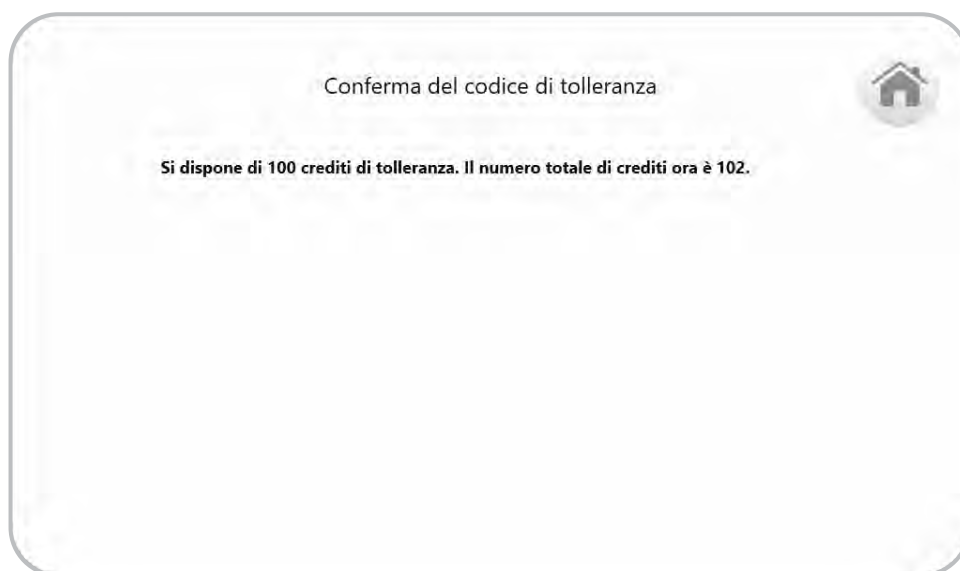 Conferma del codice di tolleranza
Si dispone di 100 crediti di tolleranza. Il numero totale di crediti ora è 102.